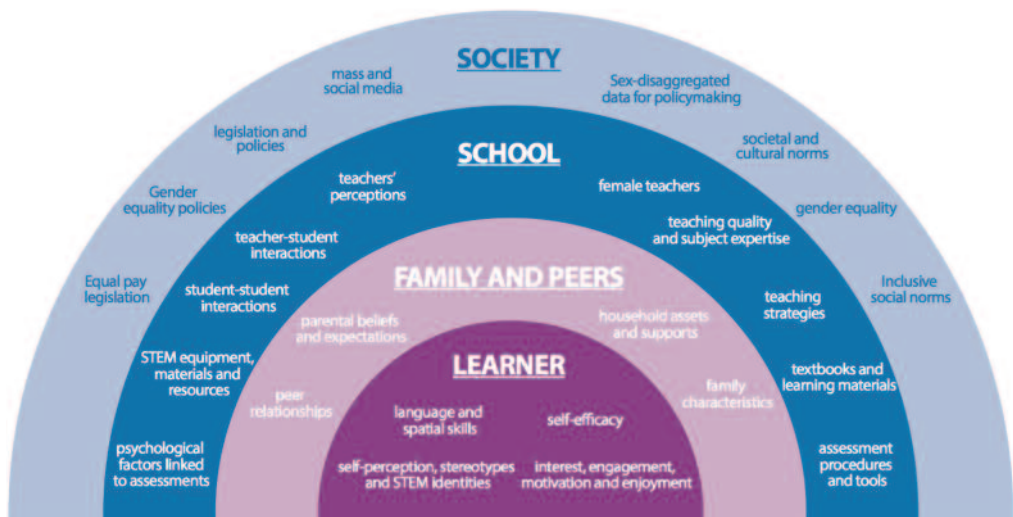 SOCIETY
mass and
social media
Sex-disaggregated
data for policymaking
legislation and
policies
societal and
cultural norms
Gender
equality policies
gender equality
Equal pay
legislation
Inclusive
social norms
SCHOOL
teachers'
perceptions
female teachers
teacher-student
interactions
teaching quality
and subject expertise
student-student
interactions
teaching
strategies
STEM equipment,
materials and
resources
textbooks and
learning materials
psychological
factors linked
to assessments
assessment
procedures
and tools
FAMILY AND PEERS
parental beliefs
and expectations
household assets
and supports
peer
relationships
family
characteristics
LEARNER
language and
spatial skills
self-efficacy
self-perception, stereotypes
and STEM identities
interest, engagement,
motivation and enjoyment